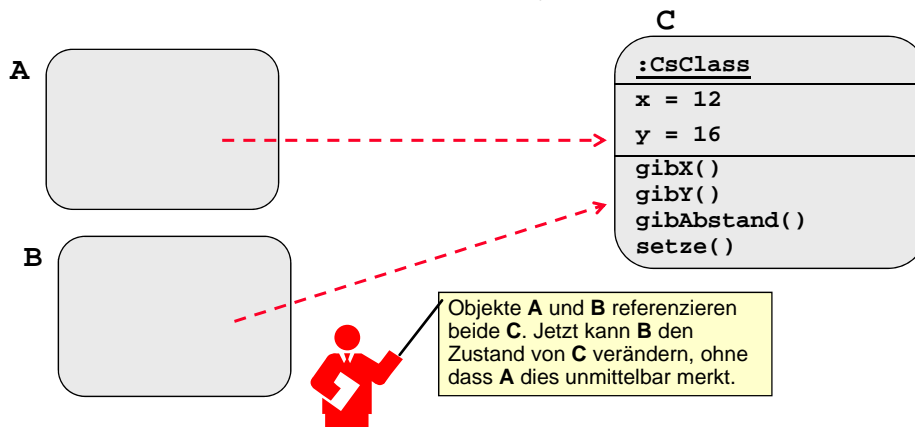 C
A
:CsClass
x = 12
y = 16
gibX()
gibY()
gibAbstand()
setze()
B
Objekte A und B referenzieren
beide C. Jetzt kann B den
Zustand von C verändern, ohne
dass A dies unmittelbar merkt.